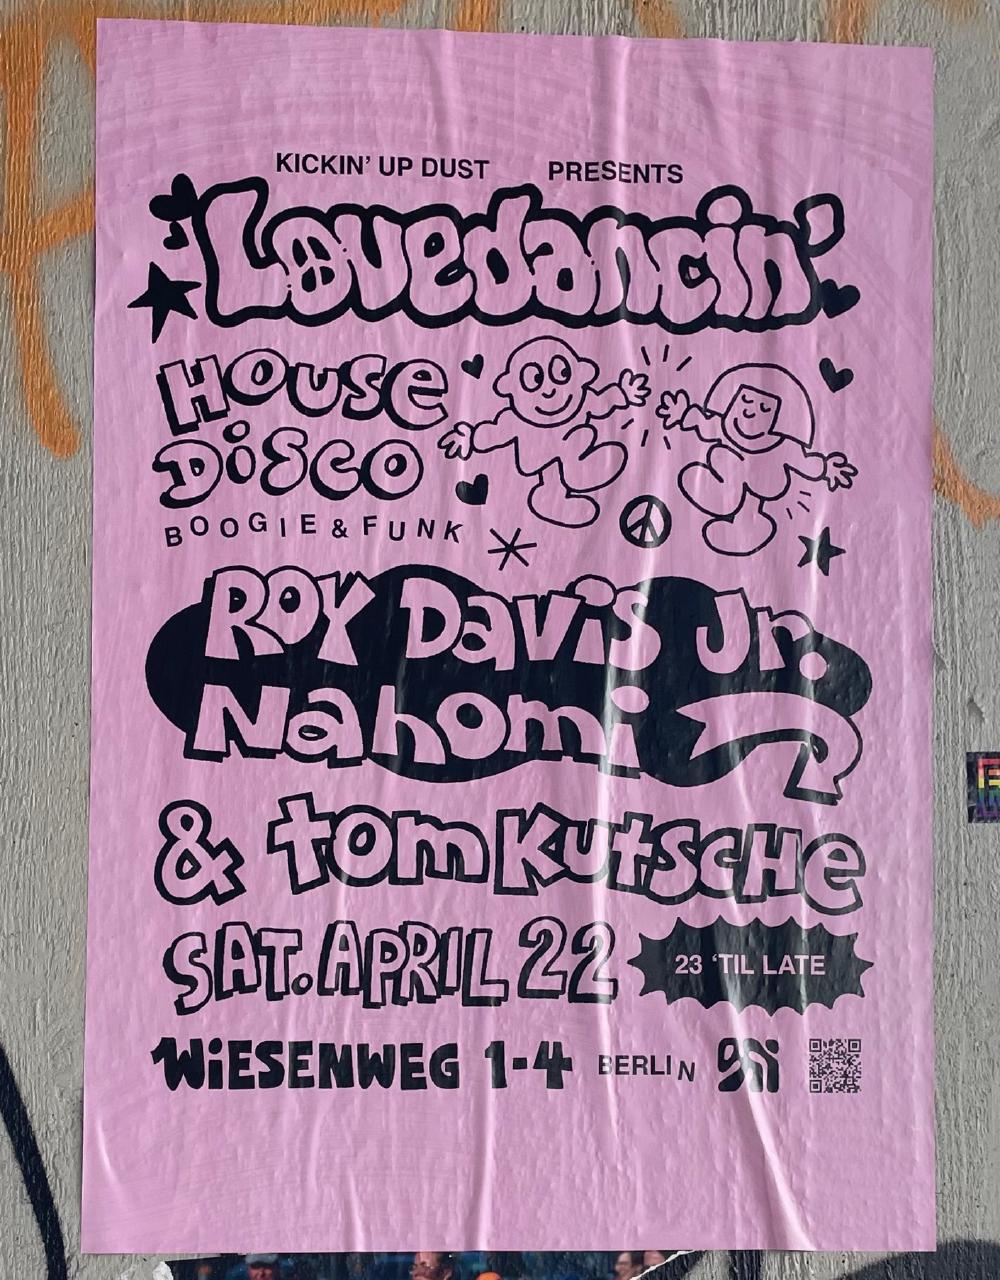 KICKIN' UP DUST PRESENTS
Lovedancin'
House
Disco
BOOGIE & FUNK
Roy Davis Jr.
Nahomi
& tom Kutsche
SAT. APRIL 22
23 'TIL LATE
WiESENWEG 1-4 BERLIN